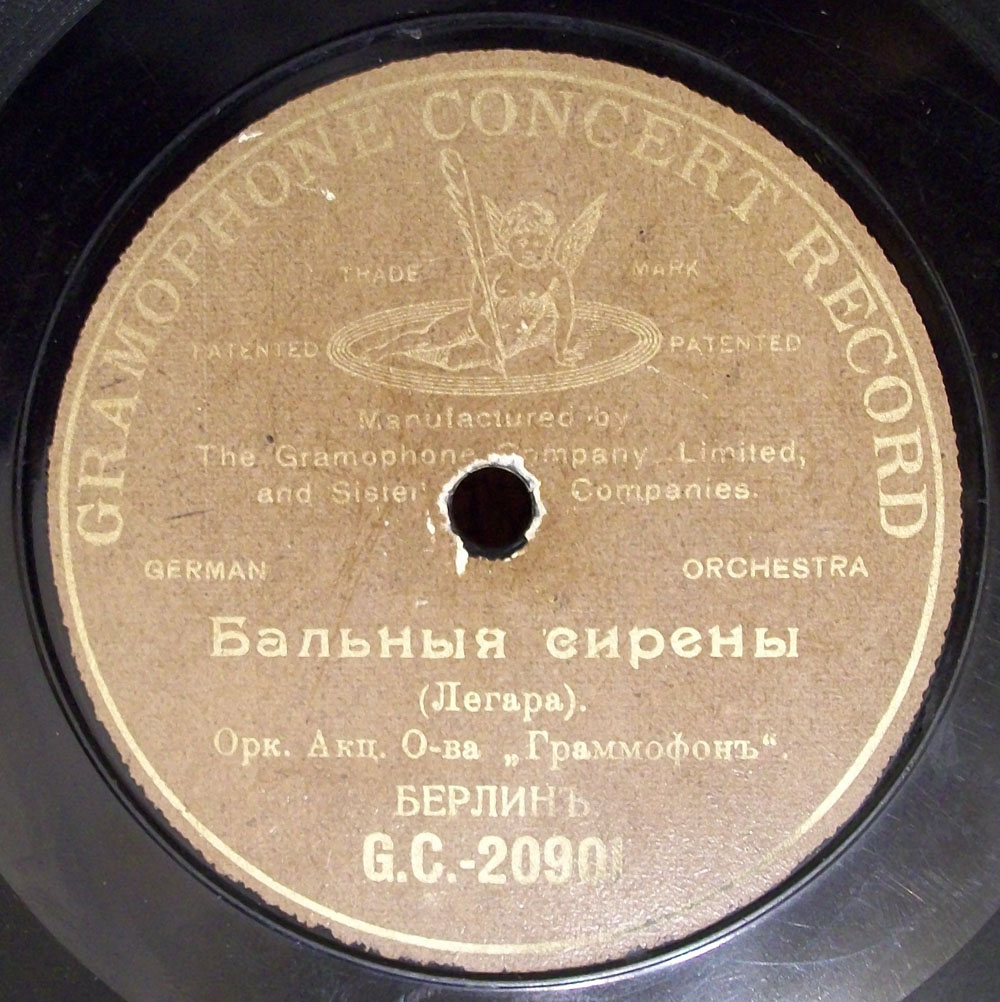 GRAMOPHONE CONCERT RECORD
TRADE MARK
PATENTED PATENTED
Manufactured by
The Gramophone Company Limited,
and Sister Companies.
GERMAN ORCHESTRA
Бальныя сирены
(Легара).
Орк. Акц. О-ва „Граммофонъ“.
БЕРЛИНЪ.